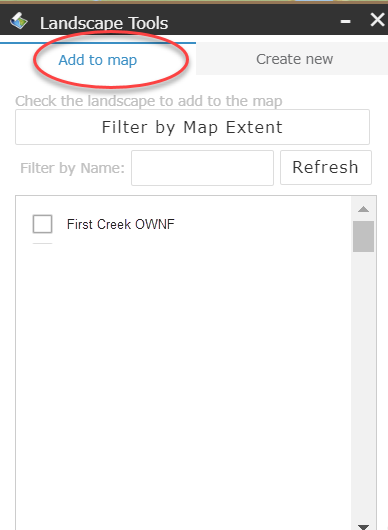 Landscape Tools
Add to map Create new
Check the landscape to add to the map
Filter by Map Extent
Filter by Name: Refresh
First Creek OWNF